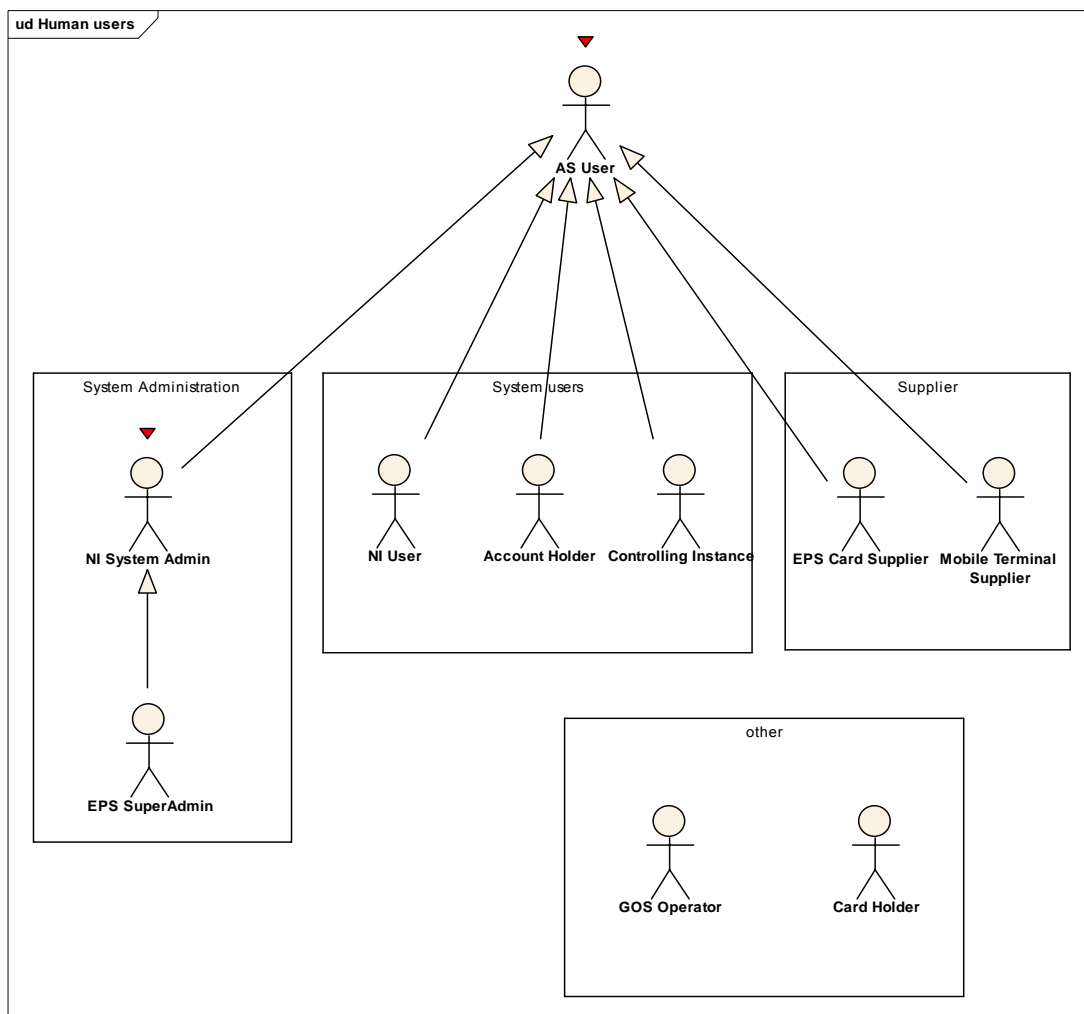 ud Human users
AS User
System Administration
System users
Supplier
NI System Admin
NI User
Account Holder
Controlling Instance
EPS Card Supplier
Mobile Terminal
Supplier
EPS SuperAdmin
other
GOS Operator
Card Holder